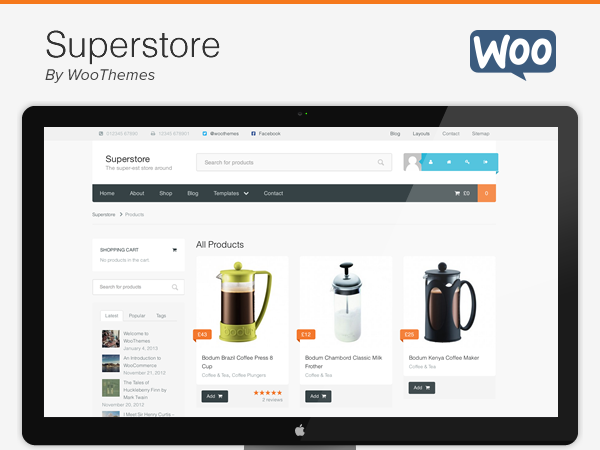 Superstore
By WooThemes
Woo
@woothemes
Facebook
Blog Layouts Contact Sitemap
Superstore
The super-est store around
Search for products
Home About Shop Blog Templates Contact £0 0
Superstore > Products
SHOPPING CART
No products in the cart.
Search for products
Latest Popular Tags
Welcome to
WooThemes
January 4, 2013
An Introduction to
WooCommerce
November 21, 2012
The Tales of
Huckleberry Finn by
Mark Twain
November 20, 2012
I Meet Sir Henry Curtis –
All Products
£43
Bodum Brazil Coffee Press 8
Cup
Coffee & Tea, Coffee Plungers
Add
2 reviews
£12
Bodum Chambord Classic Milk
Frother
Coffee & Tea
Add
£25
Bodum Kenya Coffee Maker
Coffee & Tea
Add